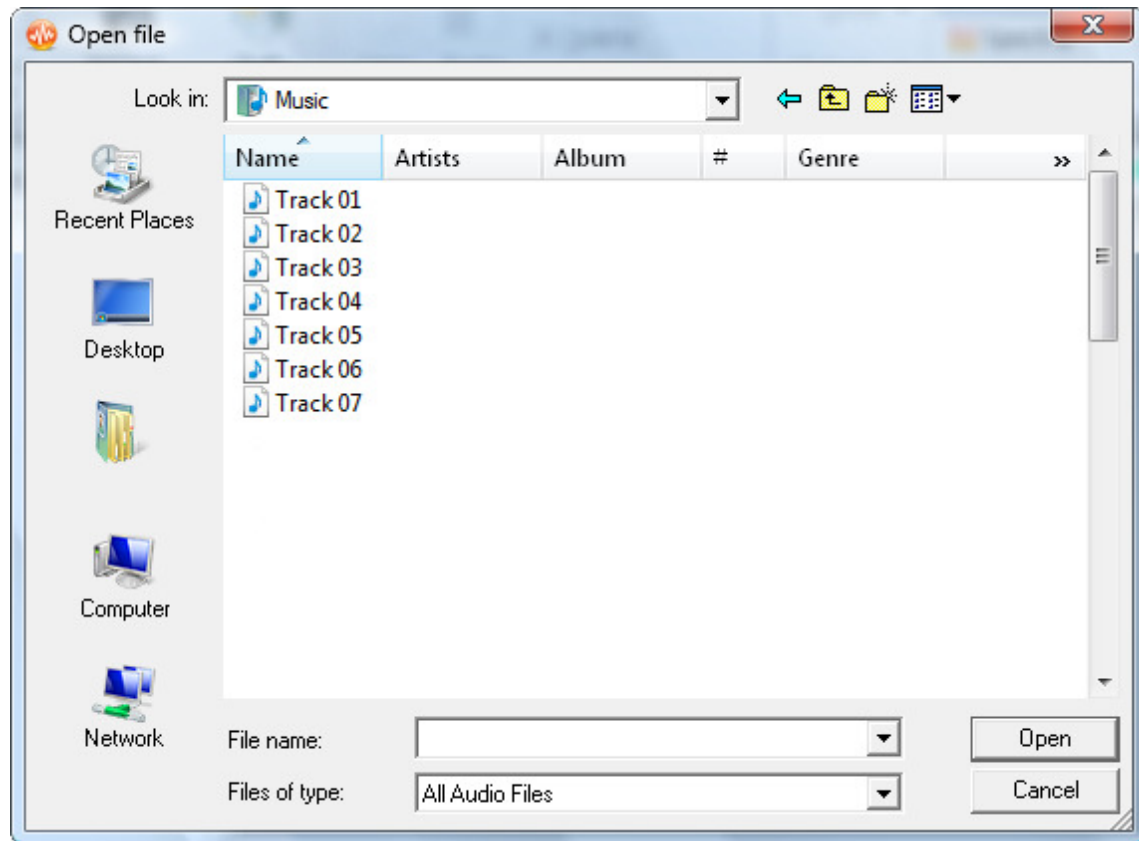 Open file
Look in: Music
Name Artists Album # Genre »
Recent Places
Desktop
Computer
Network
Track 01
Track 02
Track 03
Track 04
Track 05
Track 06
Track 07
File name:
Open
Files of type: All Audio Files
Cancel